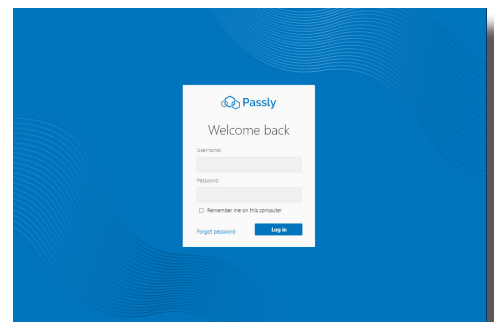 Passly
Welcome back
Username
Password
Remember me on this computer
Forgot password
Log in